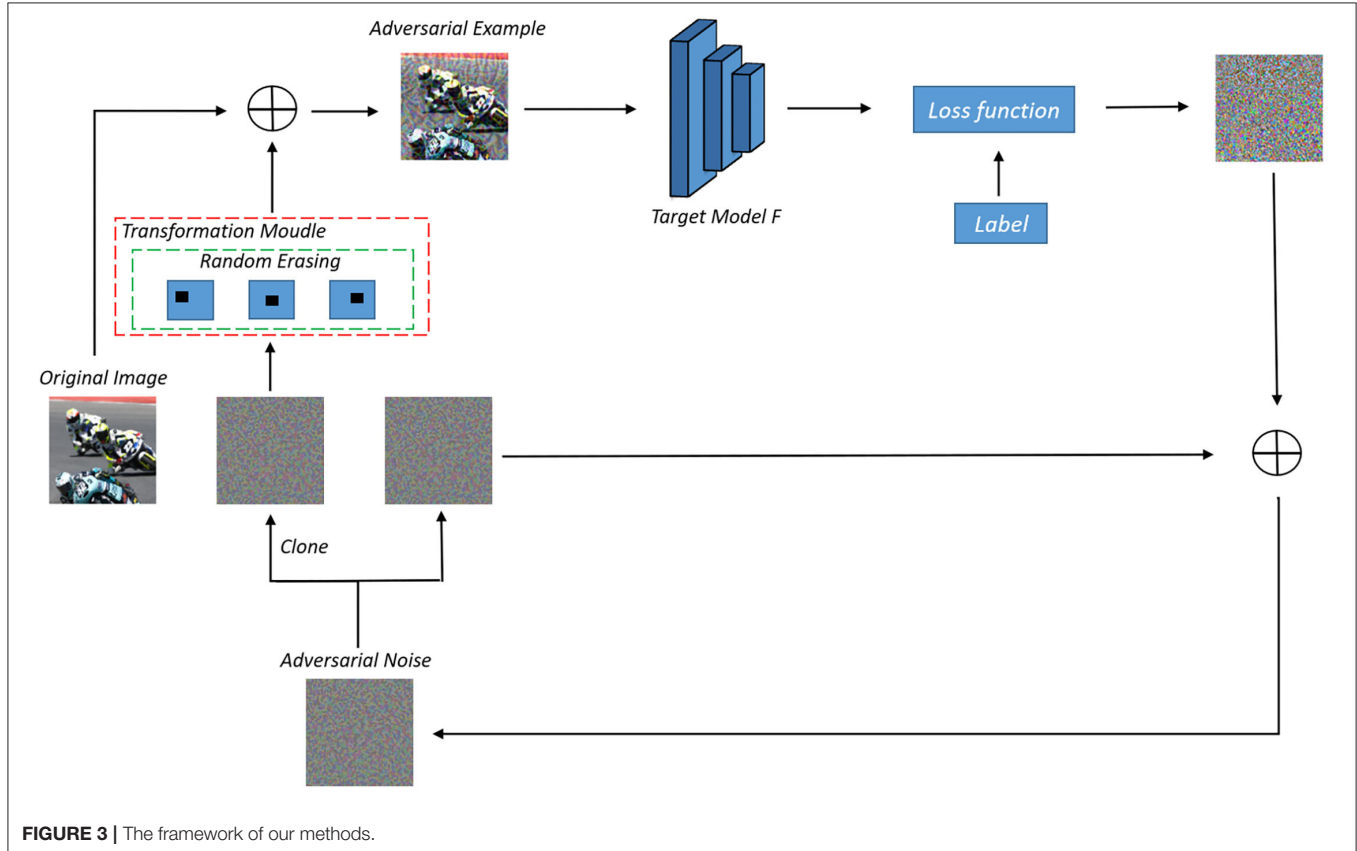 Adversarial Example
Loss function
Target Model F
Label
Transformation Moudle
Random Erasing
Original Image
Clone
Adversarial Noise
FIGURE 3 | The framework of our methods.